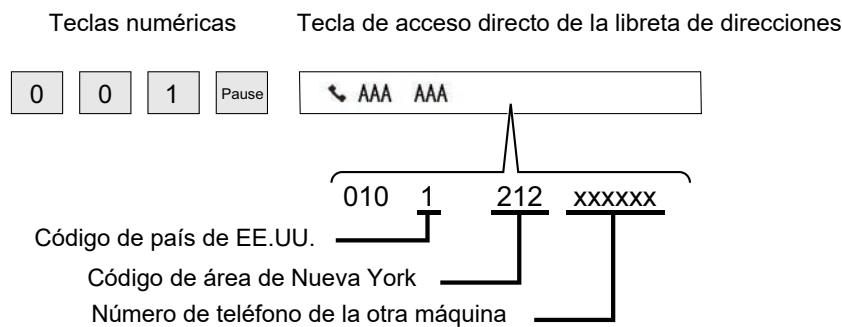 Teclas numéricas Tecla de acceso directo de la libreta de direcciones
0 0 1 Pause AAA AAA
010 1 212 xxxxxx
Código de país de EE.UU.
Código de área de Nueva York
Número de teléfono de la otra máquina